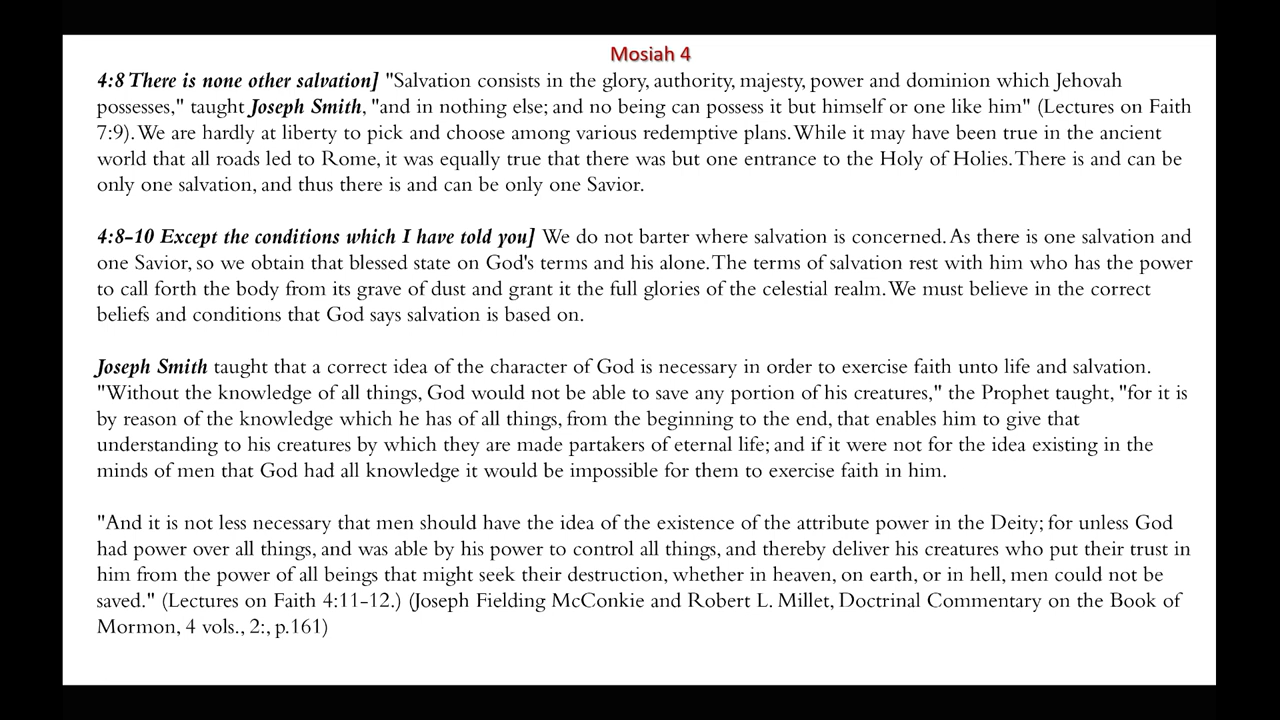 Mosiah 4
4:8 There is none other salvation] "Salvation consists in the glory, authority, majesty, power and dominion which Jehovah
possesses," taught Joseph Smith, "and in nothing else; and no being can possess it but himself or one like him" (Lectures on Faith
7:9). We are hardly at liberty to pick and choose among various redemptive plans. While it may have been true in the ancient
world that all roads led to Rome, it was equally true that there was but one entrance to the Holy of Holies. There is and can be
only one salvation, and thus there is and can be only one Savior.
4:8-10 Except the conditions which I have told you] We do not barter where salvation is concerned. As there is one salvation and
one Savior, so we obtain that blessed state on God's terms and his alone. The terms of salvation rest with him who has the power
to call forth the body from its grave of dust and grant it the full glories of the celestial realm. We must believe in the correct
beliefs and conditions that God says salvation is based on.
Joseph Smith taught that a correct idea of the character of God is necessary in order to exercise faith unto life and salvation.
"Without the knowledge of all things, God would not be able to save any portion of his creatures," the Prophet taught, "for it is
by reason of the knowledge which he has of all things, from the beginning to the end, that enables him to give that
understanding to his creatures by which they are made partakers of eternal life; and if it were not for the idea existing in the
minds of men that God had all knowledge it would be impossible for them to exercise faith in him.
"And it is not less necessary that men should have the idea of the existence of the attribute power in the Deity; for unless God
had power over all things, and was able by his power to control all things, and thereby deliver his creatures who put their trust in
him from the power of all beings that might seek their destruction, whether in heaven, on earth, or in hell, men could not be
saved." (Lectures on Faith 4:11-12.) (Joseph Fielding McConkie and Robert L. Millet, Doctrinal Commentary on the Book of
Mormon, 4 vols., 2:, p.161)